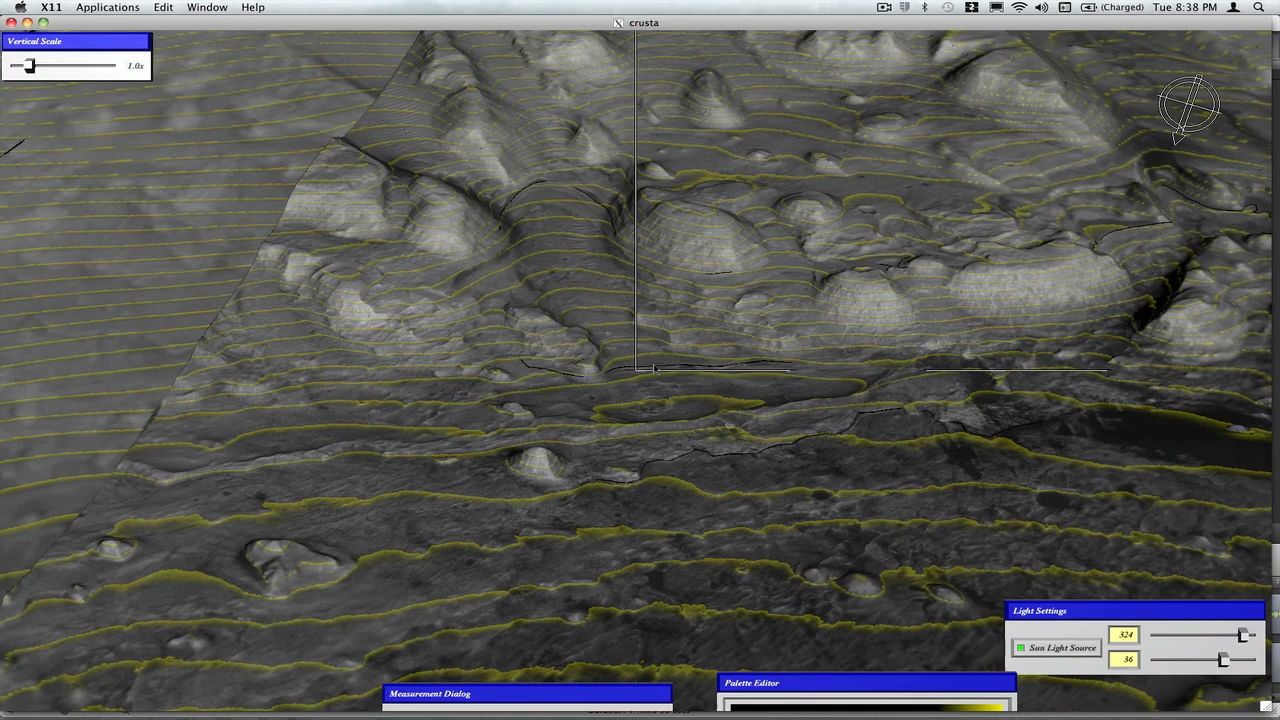 X11 Applications Edit Window Help
(Charged) Tue 8:38 PM
crusta
Vertical Scale
1.0x
Light Settings
Sun Light Source
324
36
Measurement Dialog
Palette Editor